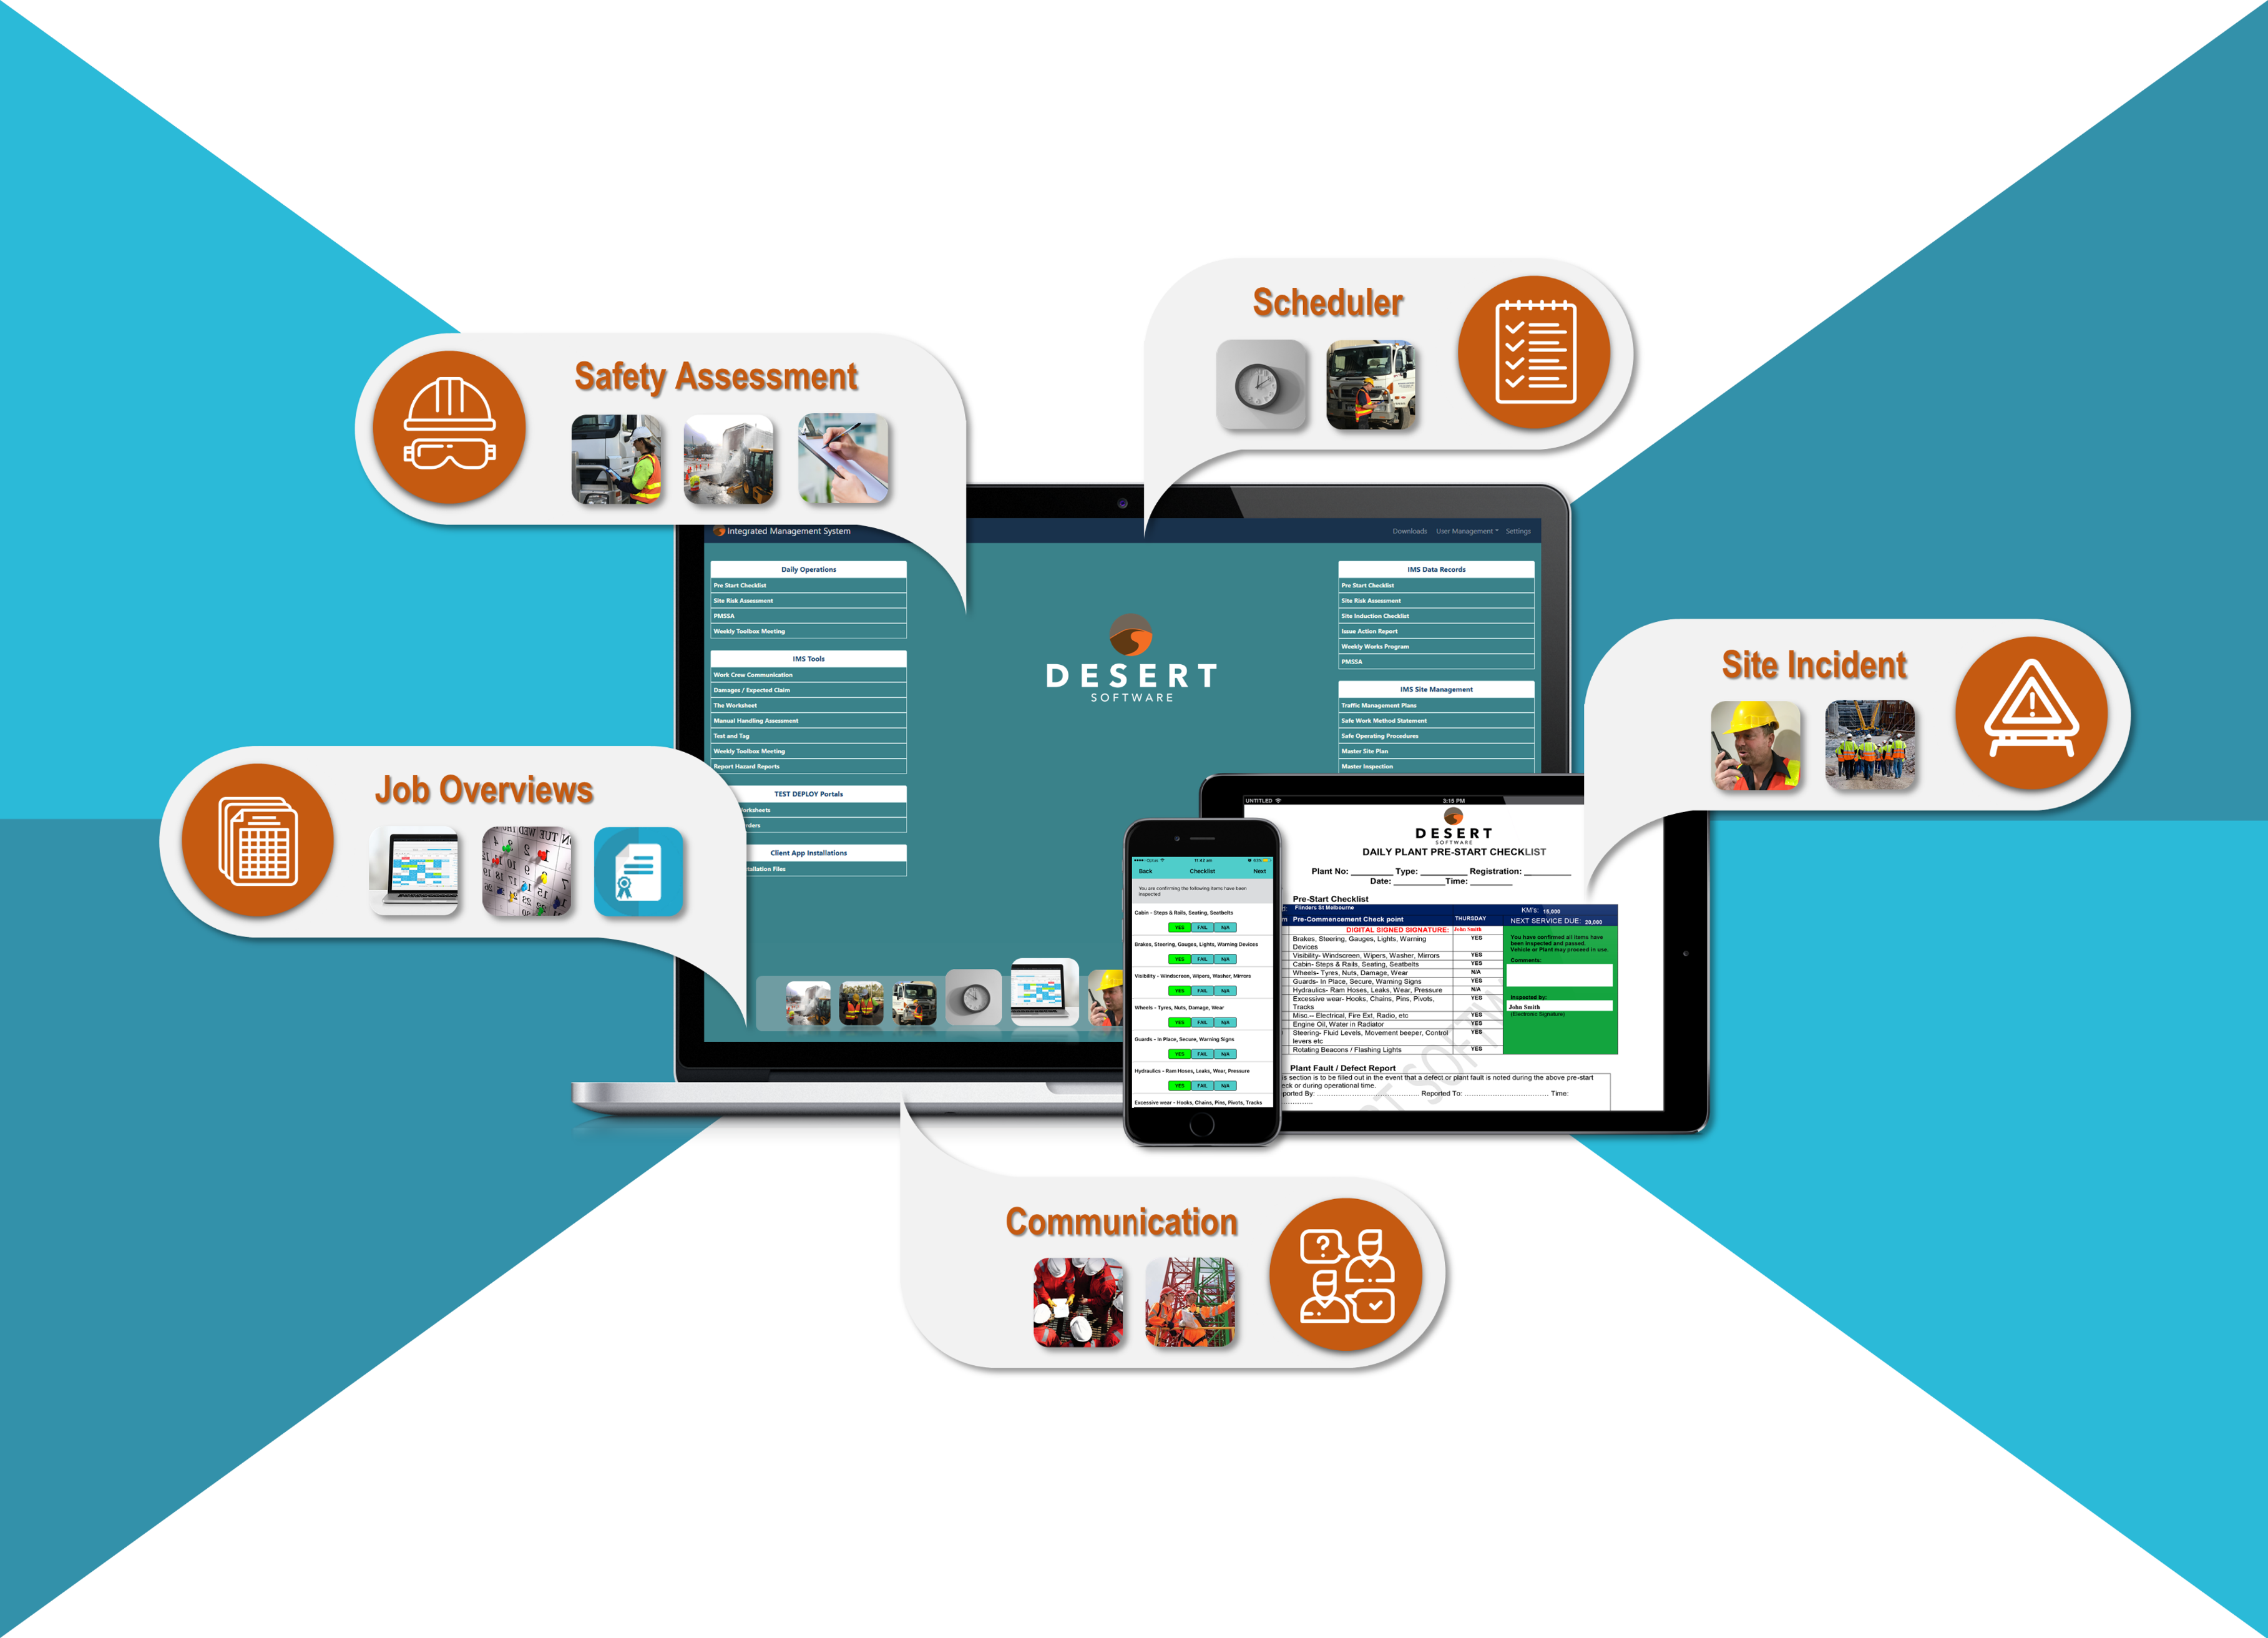 Scheduler
Safety Assessment
Integrated Management System
Downloads User Management Settings
Daily Operations
Pre Start Checklist
Site Risk Assessment
PMSSA
Weekly Toolbox Meeting
IMS Tools
Work Crew Communication
Damages / Expected Claim
The Worksheet
Manual Handling Assessment
Test and Tag
Weekly Toolbox Meeting
Report Hazard Reports
TEST DEPLOY Portals
orksheets
rders
Client App Installations
tallation Files
DESERT
SOFTWARE
IMS Data Records
Pre Start Checklist
Site Risk Assessment
Site Induction Checklist
Issue Action Report
Weekly Works Program
PMSSA
IMS Site Management
Traffic Management Plans
Safe Work Method Statement
Safe Operating Procedures
Master Site Plan
Master Inspection
Site Incident
Job Overviews
UNTITLED 3:15 PM
DESERT
SOFTWARE
DAILY PLANT PRE-START CHECKLIST
Plant No: ________ Type: ________ Registration: ________
Date: ________ Time: ________
Pre-Start Checklist
Flinders St Melbourne KM's: 15,000
m Pre-Commencement Check point THURSDAY NEXT SERVICE DUE: 20,000
DIGITAL SIGNED SIGNATURE: John Smith
Brakes, Steering, Gauges, Lights, Warning YES
Devices
Visibility- Windscreen, Wipers, Washer, Mirrors YES
Cabin- Steps & Rails, Seating, Seatbelts YES
Wheels- Tyres, Nuts, Damage, Wear N/A
Guards- In Place, Secure, Warning Signs YES
Hydraulics- Ram Hoses, Leaks, Wear, Pressure N/A
Excessive wear- Hooks, Chains, Pins, Pivots, YES
Tracks
Misc.-- Electrical, Fire Ext, Radio, etc YES
Engine Oil, Water in Radiator YES
Steering- Fluid Levels, Movement beeper, Control YES
levers etc
Rotating Beacons / Flashing Lights YES
You have confirmed all items have
been inspected and passed.
Vehicle or Plant may proceed in use.
Comments:
Inspected by:
John Smith
(Electronic Signature)
Plant Fault / Defect Report
s section is to be filled out in the event that a defect or plant fault is noted during the above pre-start
ck or during operational time.
ported By: ........................ Reported To: ........................ Time:
RT SOFTW
11:42 am
Back Checklist Next
You are confirming the following items have been
inspected
Cabin - Steps & Rails, Seating, Seatbelts
YES FAIL N/A
Brakes, Steering, Gauges, Lights, Warning Devices
YES FAIL N/A
Visibility - Windscreen, Wipers, Washer, Mirrors
YES FAIL N/A
Wheels - Tyres, Nuts, Damage, Wear
YES FAIL N/A
Guards - In Place, Secure, Warning Signs
YES FAIL N/A
Hydraulics - Ram Hoses, Leaks, Wear, Pressure
YES FAIL N/A
Excessive wear - Hooks, Chains, Pins, Pivots, Tracks
Communication